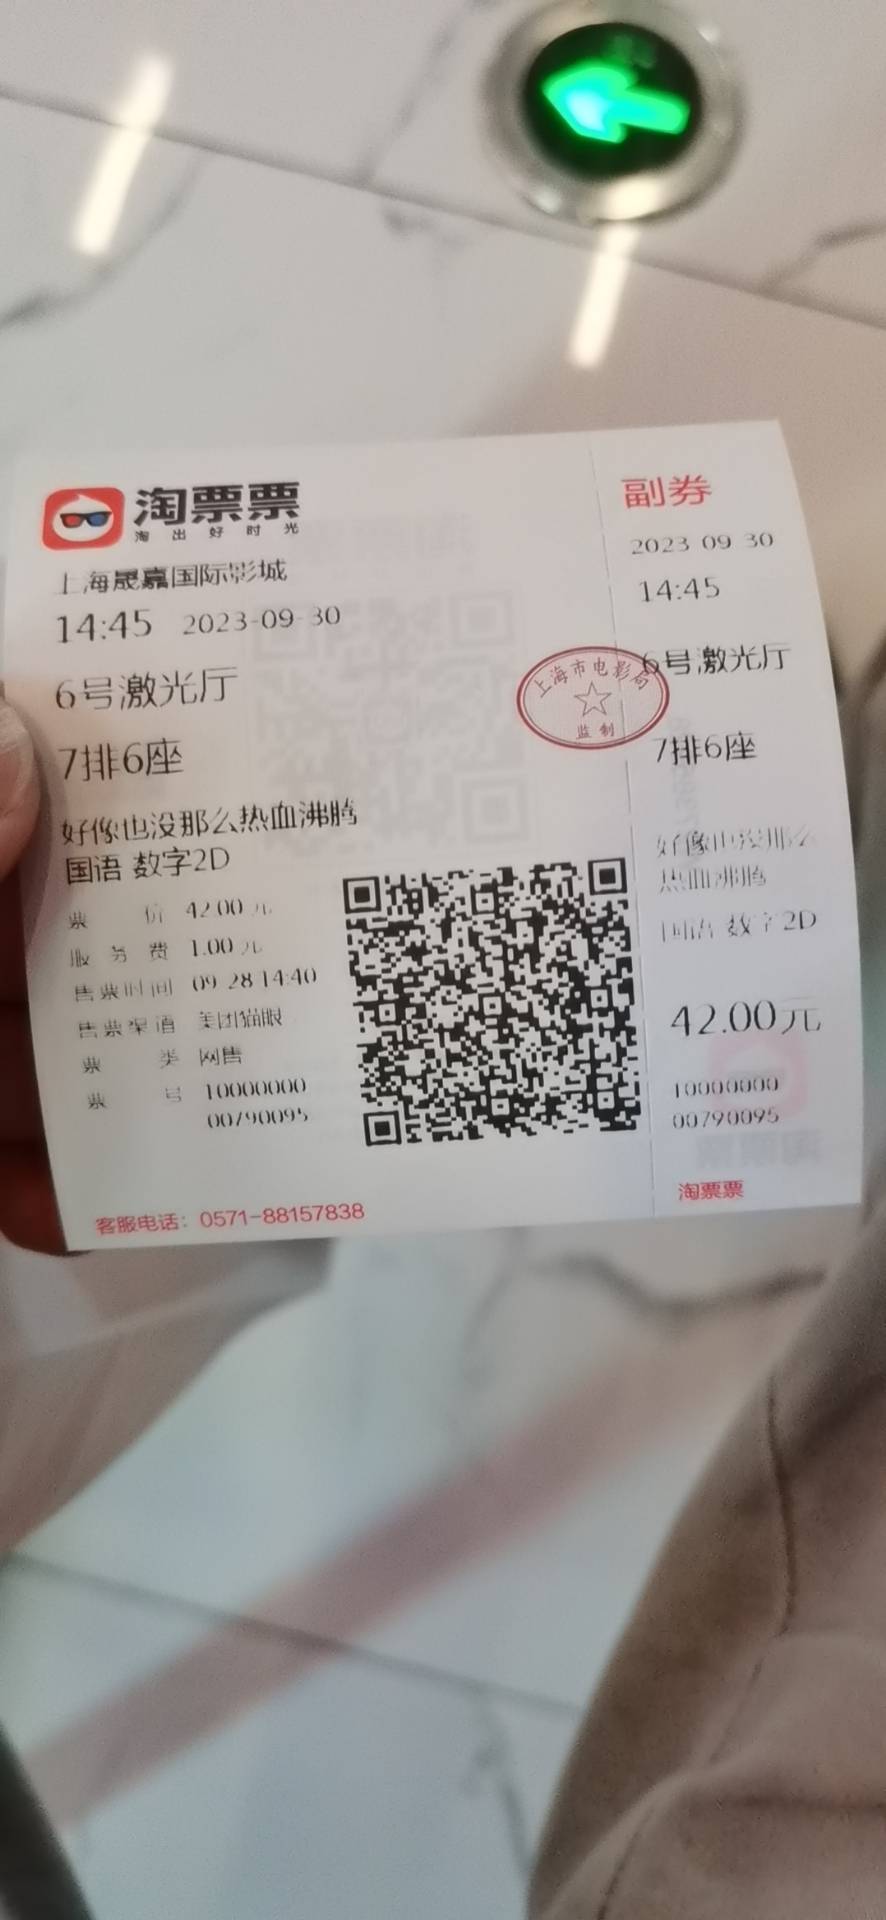 淘票票
淘出好时光
上海晟嘉国际影城
14:45 2023-09-30
6号激光厅
7排6座
好像也没那么热血沸腾
国语 数字2D
票价 42.00元
服务费 1.00元
售票时间 09-28 14:40
售票渠道 美团猫眼
票类 网售
票号 10000000
00790095
客服电话：0571-88157838
上海市电影局
监制
副券
2023-09-30
14:45
6号激光厅
7排6座
好像也没那么
热血沸腾
国语 数字2D
42.00元
10000000
00790095
淘票票